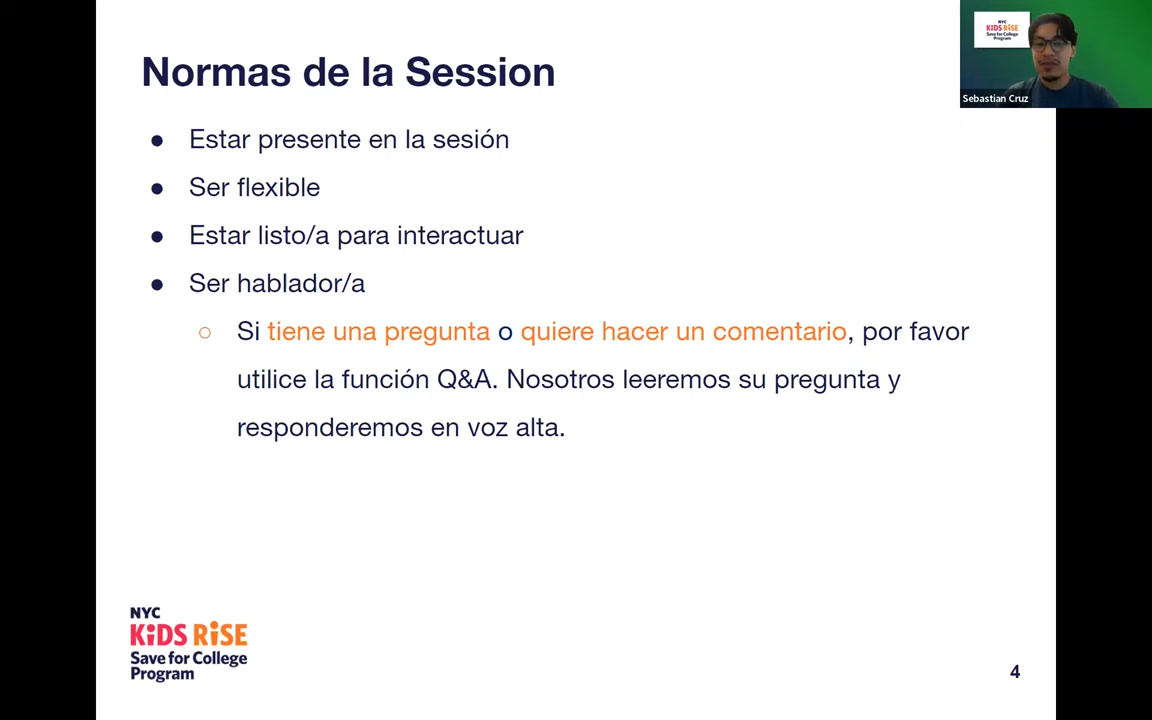 Normas de la Session
NYC
KiDS RiSE
Save for College
Program
Sebastian Cruz
● Estar presente en la sesión
● Ser flexible
● Estar listo/a para interactuar
● Ser hablador/a
○ Si tiene una pregunta o quiere hacer un comentario, por favor
utilice la función Q&A. Nosotros leeremos su pregunta y
responderemos en voz alta.
NYC
KiDS RiSE
Save for College
Program
4